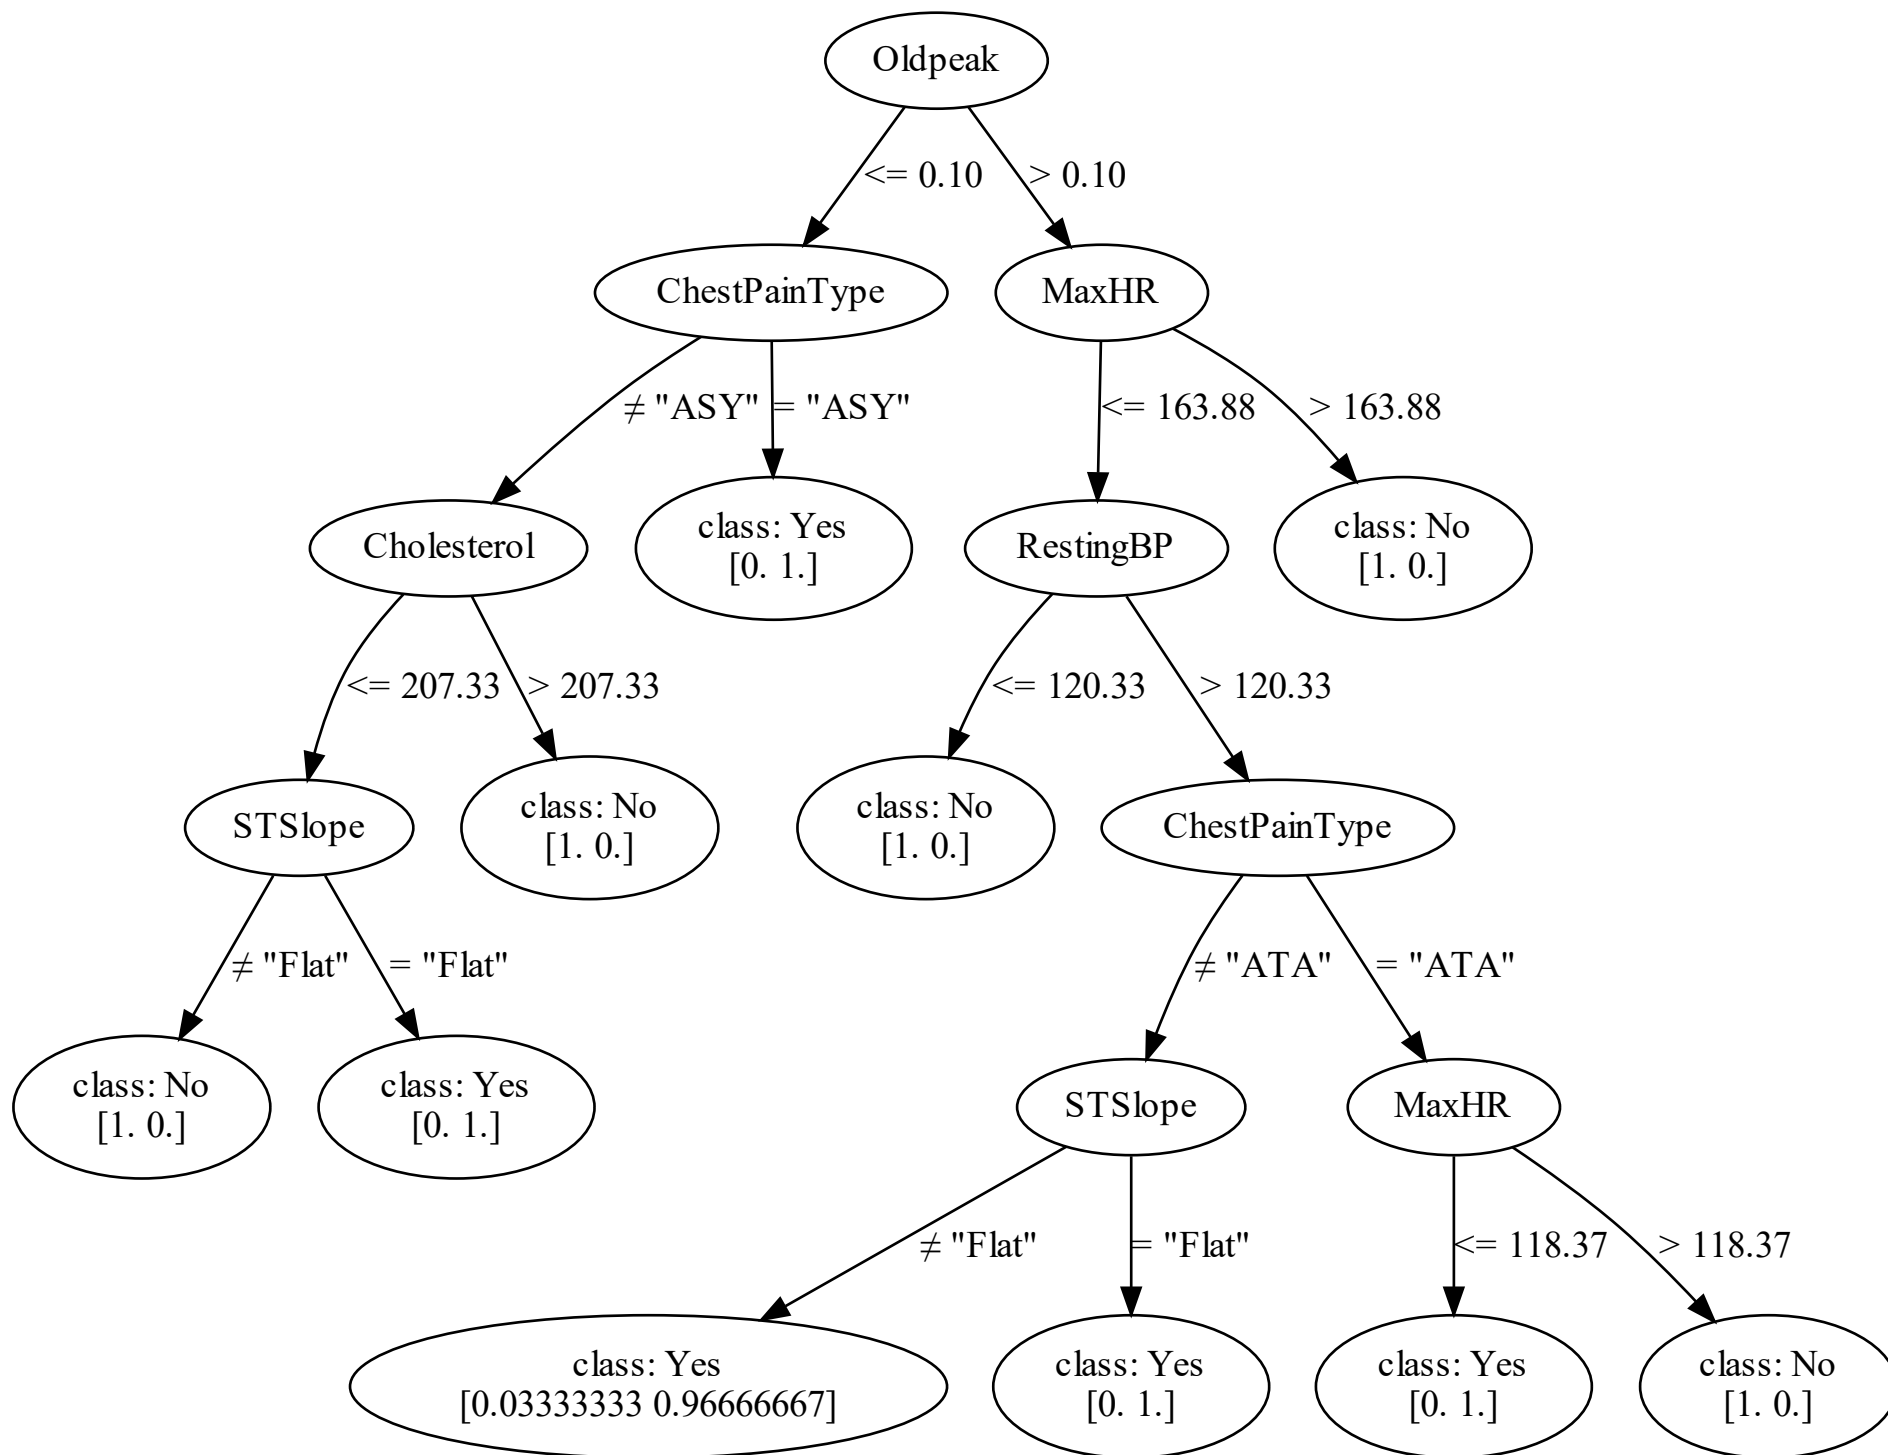 Oldpeak
<= 0.10
> 0.10
ChestPainType
MaxHR
≠ "ASY"
= "ASY"
<= 163.88
> 163.88
Cholesterol
class: Yes
[0. 1.]
RestingBP
class: No
[1. 0.]
<= 207.33
> 207.33
<= 120.33
> 120.33
STSlope
class: No
[1. 0.]
class: No
[1. 0.]
ChestPainType
≠ "Flat"
= "Flat"
≠ "ATA"
= "ATA"
class: No
[1. 0.]
class: Yes
[0. 1.]
STSlope
MaxHR
≠ "Flat"
= "Flat"
<= 118.37
> 118.37
class: Yes
[0.03333333 0.96666667]
class: Yes
[0. 1.]
class: Yes
[0. 1.]
class: No
[1. 0.]